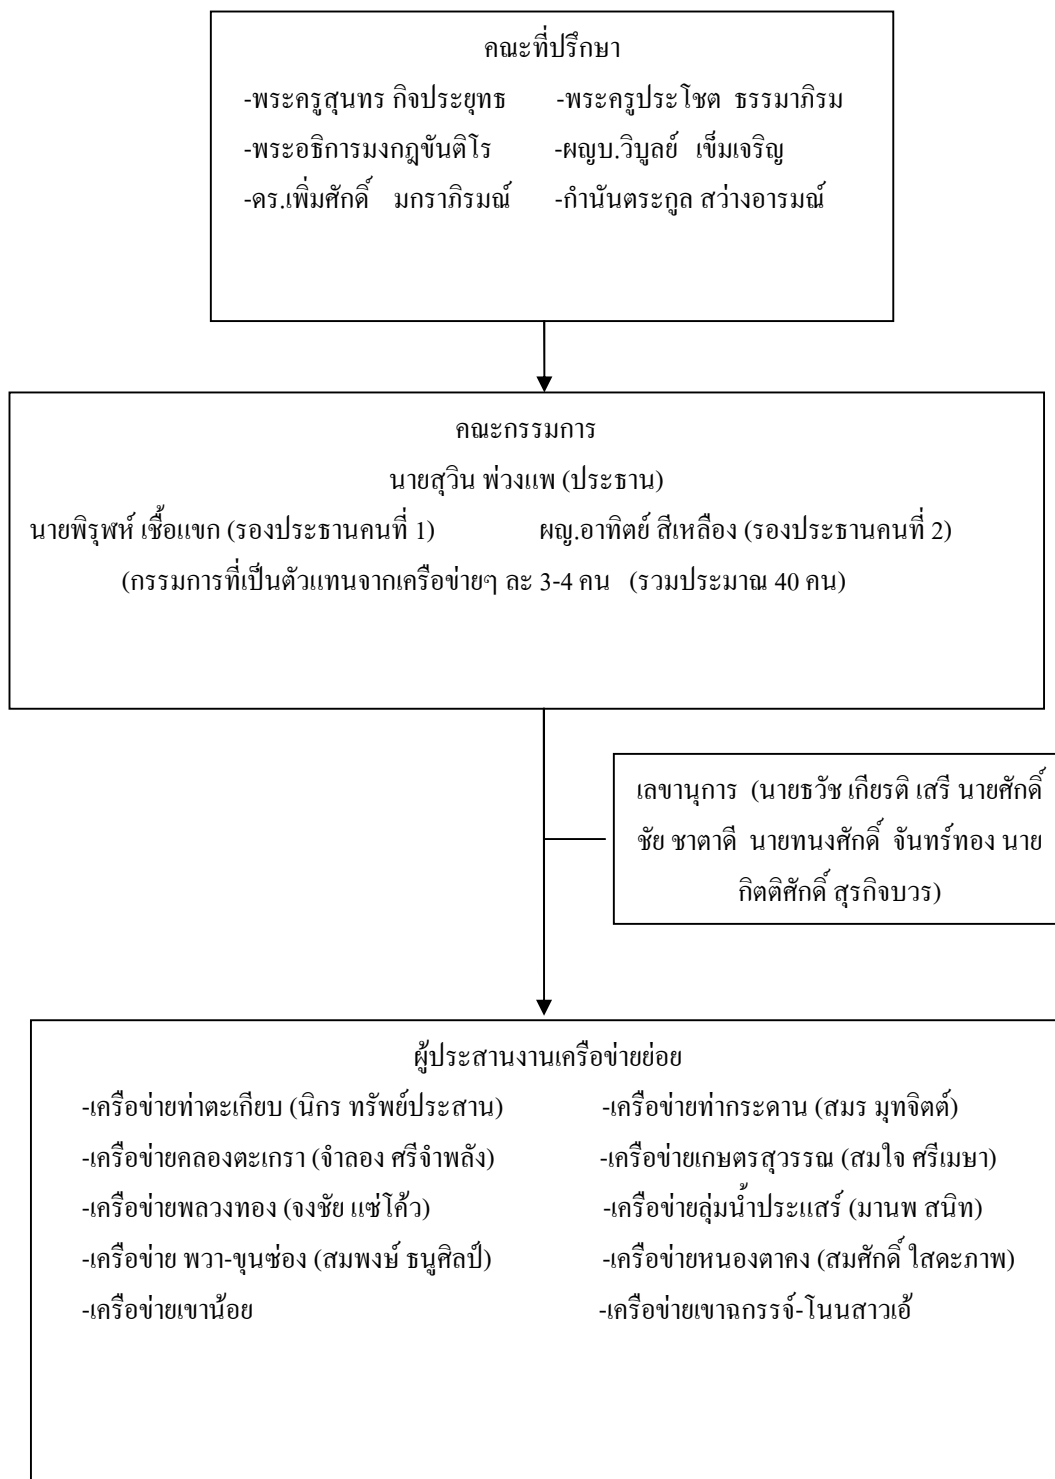 คณะที่ปรึกษา
-พระครูสุนทร กิจประยุทธ -พระครูประโชต ธรรมาภิรม
-พระอธิการมงกฎขันติโร -ผญบ.วิบูลย์ เข็มเจริญ
-ดร.เพิ่มศักดิ์ มกราภิรมณ์ -กำนันตระกูล สว่างอารมณ์
คณะกรรมการ
นายสุวิน พ่วงแพ (ประธาน)
นายพิรุฬห์ เชื้อแขก (รองประธานคนที่ 1) ผญ.อาทิตย์ สีเหลือง (รองประธานคนที่ 2)
(กรรมการที่เป็นตัวแทนจากเครือข่ายๆ ละ 3-4 คน (รวมประมาณ 40 คน)
เลขานุการ (นายธวัช เกียรติ เสรี นายศักดิ์
ชัย ชาตาดี นายทนงศักดิ์ จันทร์ทอง นาย
กิตติศักดิ์ สุรกิจบวร)
ผู้ประสานงานเครือข่ายย่อย
-เครือข่ายท่าตะเกียบ (นิกร ทรัพย์ประสาน) -เครือข่ายท่ากระดาน (สมร มุทจิตต์)
-เครือข่ายคลองตะเกรา (จำลอง ศรีจำพลัง) -เครือข่ายเกษตรสุวรรณ (สมใจ ศรีเมษา)
-เครือข่ายพลวงทอง (จงชัย แซ่โค้ว) -เครือข่ายลุ่มน้ำประแสร์ (มานพ สนิท)
-เครือข่าย พวา-ขุนซ่อง (สมพงษ์ ธนูศิลป์) -เครือข่ายหนองตาคง (สมศักดิ์ ใสดะภาพ)
-เครือข่ายเขาน้อย -เครือข่ายเขาฉกรรจ์-โนนสาวเอ้